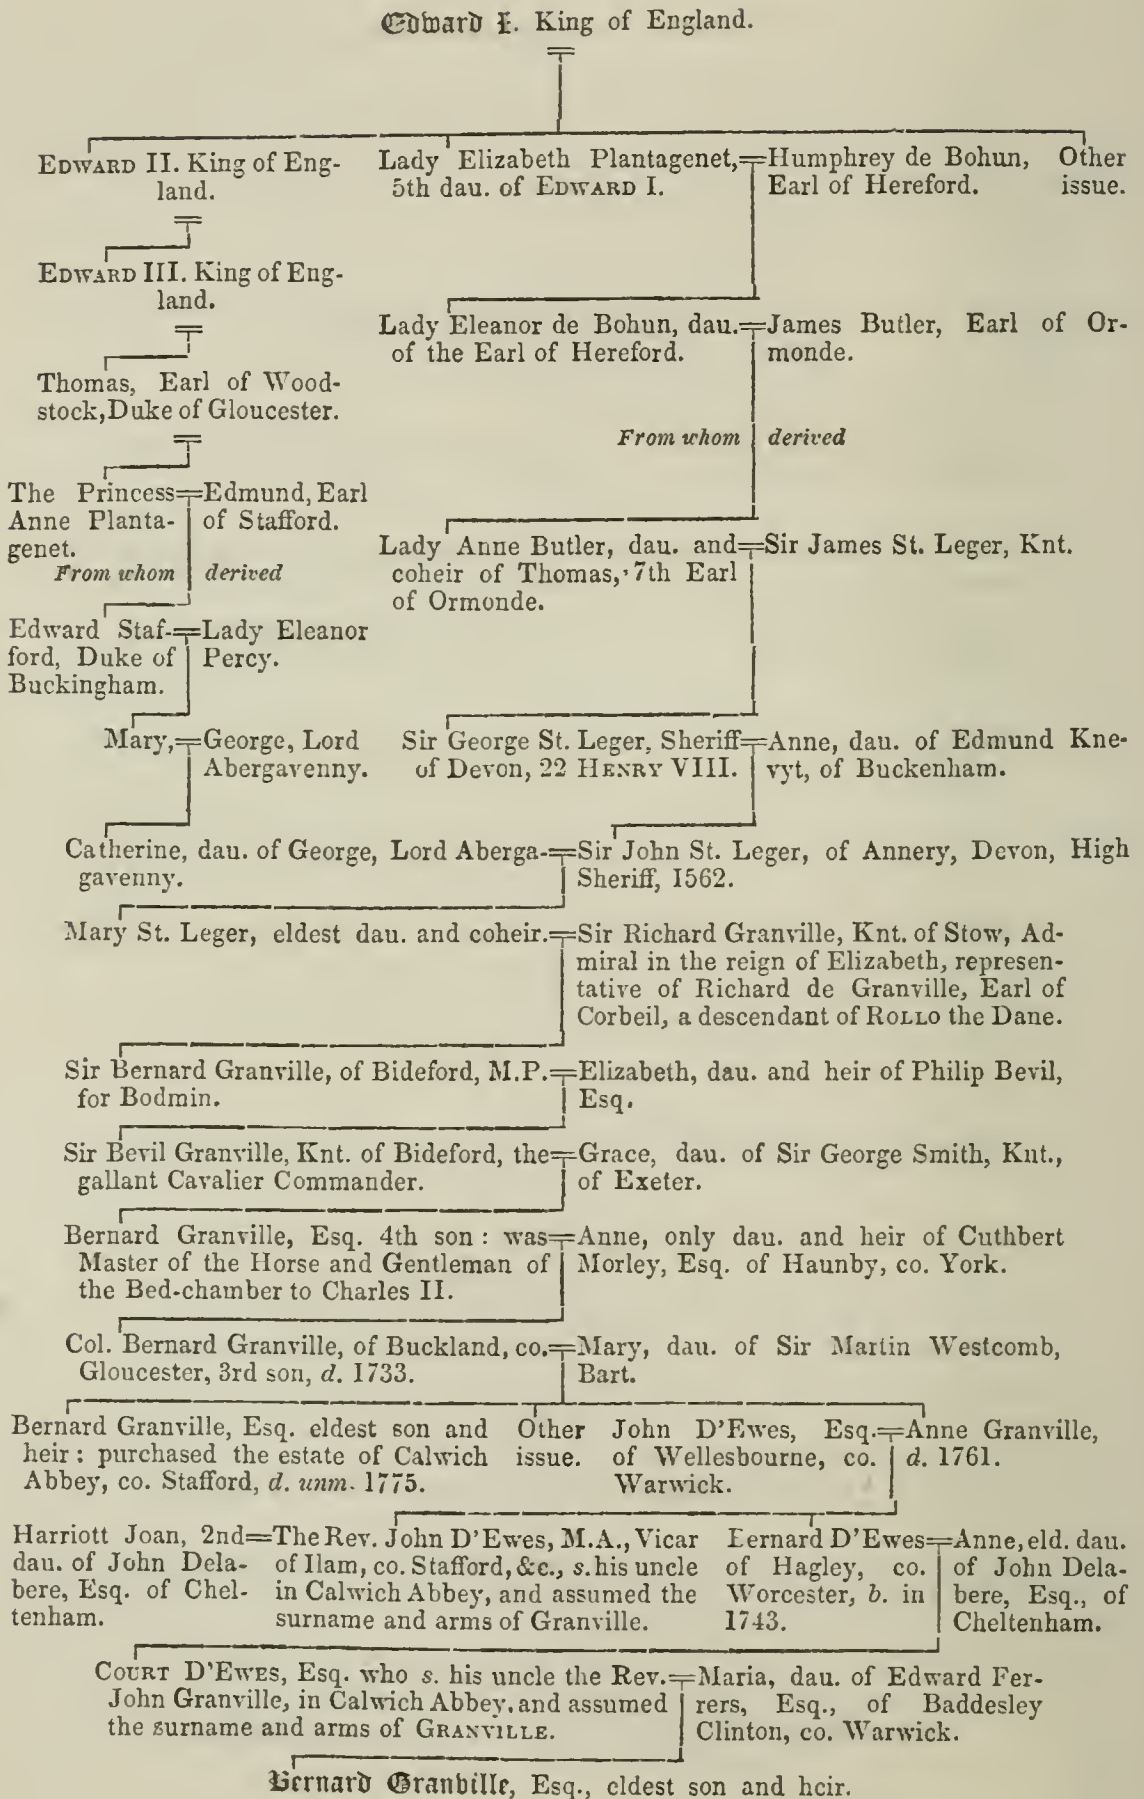 Edward I. King of England.
EDWARD II. King of Eng-
land.
Lady Elizabeth Plantagenet,
5th dau. of EDWARD I.
Humphrey de Bohun,
Earl of Hereford.
Other
issue.
EDWARD III. King of Eng-
land.
Lady Eleanor de Bohun, dau.
of the Earl of Hereford.
James Butler, Earl of Or-
monde.
Thomas, Earl of Wood-
stock, Duke of Gloucester.
From whom derived
The Princess
Anne Planta-
genet.
Edmund, Earl
of Stafford.
From whom derived
Lady Anne Butler, dau. and
coheir of Thomas, 7th Earl
of Ormonde.
Sir James St. Leger, Knt.
Edward Staf-
ford, Duke of
Buckingham.
Lady Eleanor
Percy.
Mary,
George, Lord
Abergavenny.
Sir George St. Leger, Sheriff
of Devon, 22 HENRY VIII.
Anne, dau. of Edmund Kne-
vyt, of Buckenham.
Catherine, dau. of George, Lord Aberga-
gavenny.
Sir John St. Leger, of Annery, Devon, High
Sheriff, 1562.
Mary St. Leger, eldest dau. and coheir.
Sir Richard Granville, Knt. of Stow, Ad-
miral in the reign of Elizabeth, represen-
tative of Richard de Granville, Earl of
Corbeil, a descendant of ROLLO the Dane.
Sir Bernard Granville, of Bideford, M.P.
for Bodmin.
Elizabeth, dau. and heir of Philip Bevil,
Esq.
Sir Bevil Granville, Knt. of Bideford, the
gallant Cavalier Commander.
Grace, dau. of Sir George Smith, Knt.,
of Exeter.
Bernard Granville, Esq. 4th son : was
Master of the Horse and Gentleman of
the Bed-chamber to Charles II.
Anne, only dau. and heir of Cuthbert
Morley, Esq. of Haunby, co. York.
Col. Bernard Granville, of Buckland, co.
Gloucester, 3rd son, d. 1733.
Mary, dau. of Sir Martin Westcomb,
Bart.
Bernard Granville, Esq. eldest son and
heir : purchased the estate of Calwich
Abbey, co. Stafford, d. unm. 1775.
Other
issue.
John D'Ewes, Esq.
of Wellesbourne, co.
Warwick.
Anne Granville,
d. 1761.
Harriott Joan, 2nd
dau. of John Dela-
bere, Esq. of Chel-
tenham.
The Rev. John D'Ewes, M.A., Vicar
of Ilam, co. Stafford, &c., s. his uncle
in Calwich Abbey, and assumed the
surname and arms of Granville.
Bernard D'Ewes
of Hagley, co.
Worcester, b. in
1743.
Anne, eld. dau.
of John Dela-
bere, Esq., of
Cheltenham.
COURT D'EWES, Esq. who s. his uncle the Rev.
John Granville, in Calwich Abbey, and assumed
the surname and arms of GRANVILLE.
Maria, dau. of Edward Fer-
rers, Esq., of Baddesley
Clinton, co. Warwick.
Bernard Granville, Esq., eldest son and heir.